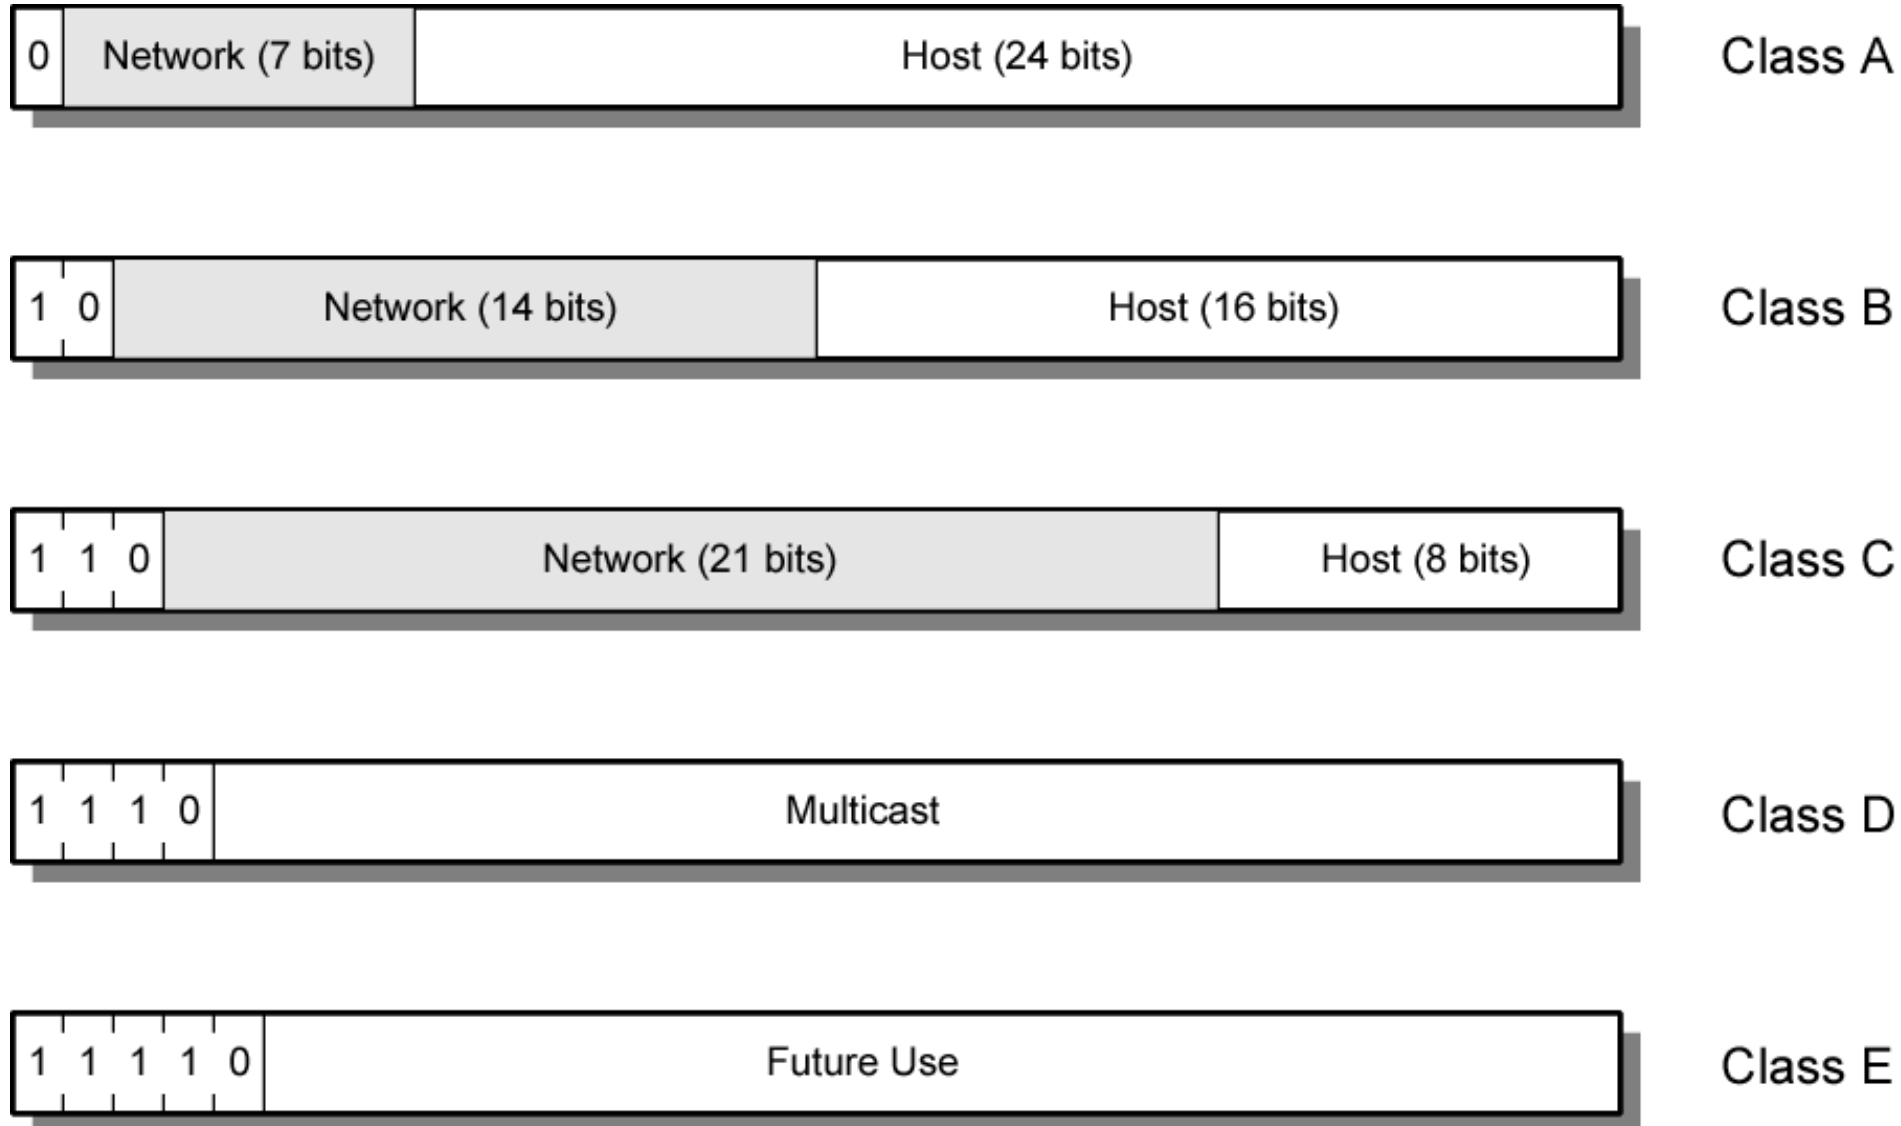 0 Network (7 bits) Host (24 bits) Class A
1 0 Network (14 bits) Host (16 bits) Class B
1 1 0 Network (21 bits) Host (8 bits) Class C
1 1 1 0 Multicast Class D
1 1 1 1 0 Future Use Class E